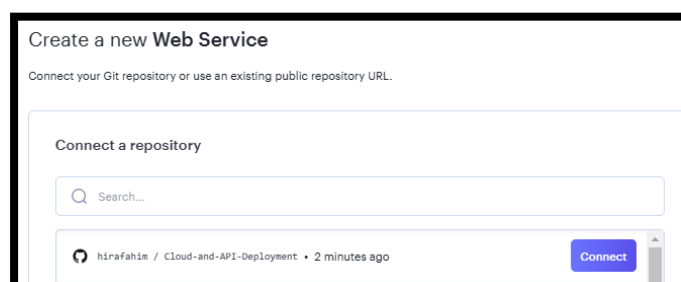 Create a new Web Service
Connect your Git repository or use an existing public repository URL.
Connect a repository
Search...
hirafahim / Cloud-and-API-Deployment • 2 minutes ago
Connect